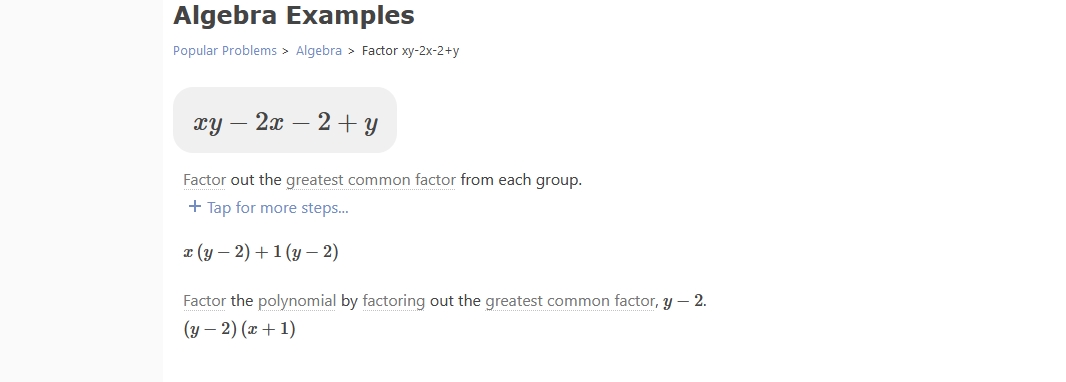 Algebra Examples
Popular Problems > Algebra > Factor xy-2x-2+y
xy − 2x − 2 + y
Factor out the greatest common factor from each group.
+ Tap for more steps...
x (y − 2) + 1 (y − 2)
Factor the polynomial by factoring out the greatest common factor, y − 2.
(y − 2) (x + 1)